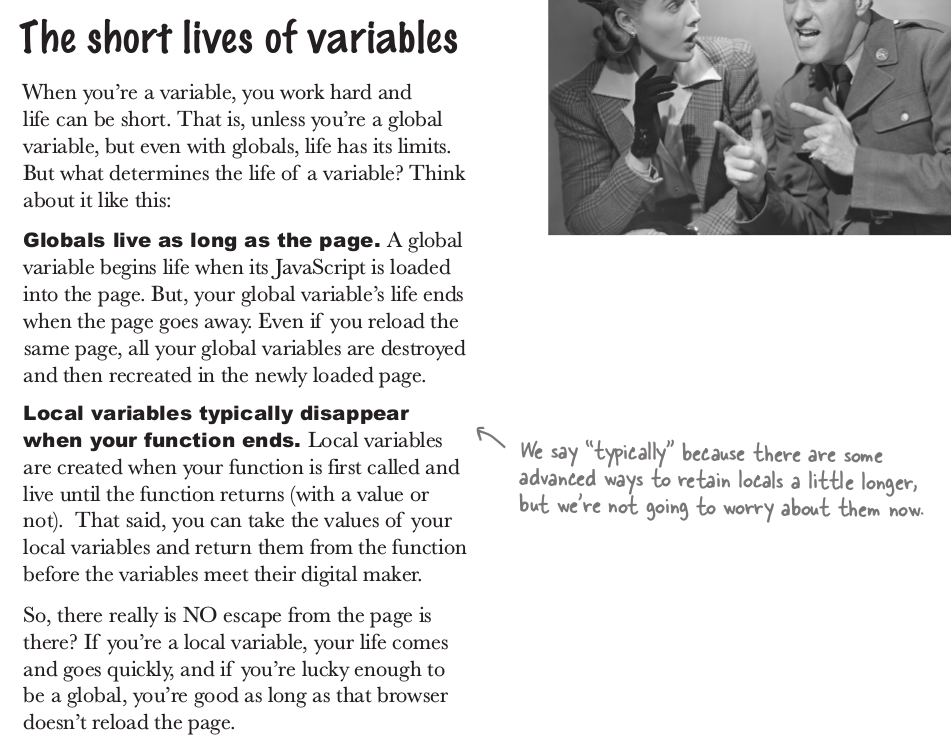 The short lives of variables
When you're a variable, you work hard and
life can be short. That is, unless you're a global
variable, but even with globals, life has its limits.
But what determines the life of a variable? Think
about it like this:
Globals live as long as the page. A global
variable begins life when its JavaScript is loaded
into the page. But, your global variable's life ends
when the page goes away. Even if you reload the
same page, all your global variables are destroyed
and then recreated in the newly loaded page.
Local variables typically disappear
when your function ends. Local variables
are created when your function is first called and
live until the function returns (with a value or
not). That said, you can take the values of your
local variables and return them from the function
before the variables meet their digital maker.
We say “typically” because there are some
advanced ways to retain locals a little longer,
but we're not going to worry about them now.
So, there really is NO escape from the page is
there? If you're a local variable, your life comes
and goes quickly, and if you're lucky enough to
be a global, you're good as long as that browser
doesn't reload the page.